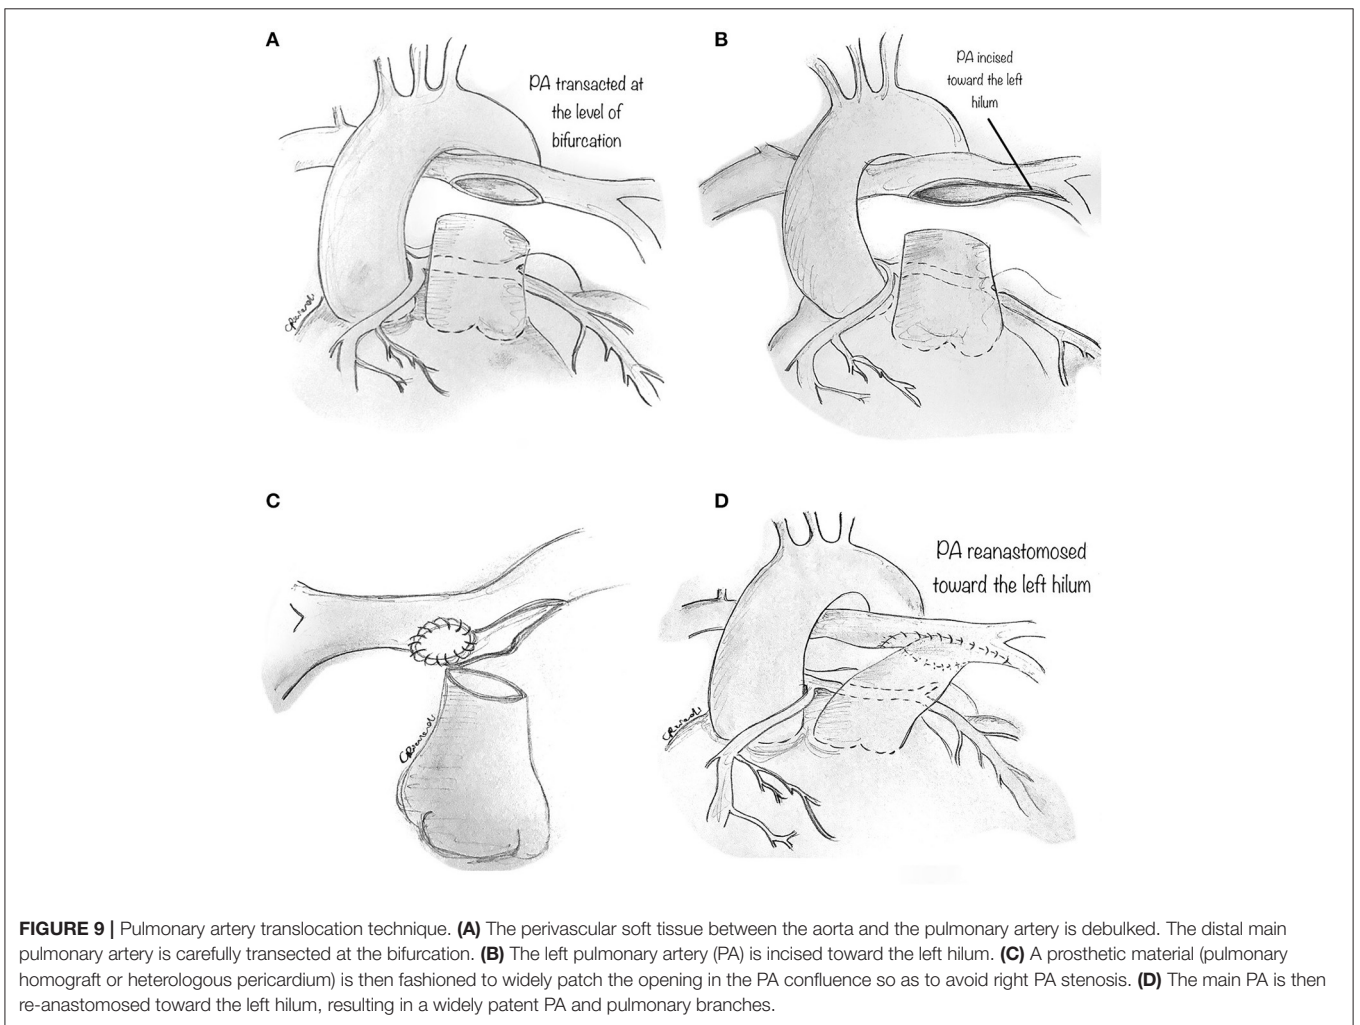 A
PA transacted at
the level of
bifurcation
B
PA incised
toward the left
hilum
C
D
PA reanastomosed
toward the left hilum
FIGURE 9 | Pulmonary artery translocation technique. (A) The perivascular soft tissue between the aorta and the pulmonary artery is debulked. The distal main
pulmonary artery is carefully transected at the bifurcation. (B) The left pulmonary artery (PA) is incised toward the left hilum. (C) A prosthetic material (pulmonary
homograft or heterologous pericardium) is then fashioned to widely patch the opening in the PA confluence so as to avoid right PA stenosis. (D) The main PA is then
re-anastomosed toward the left hilum, resulting in a widely patent PA and pulmonary branches.